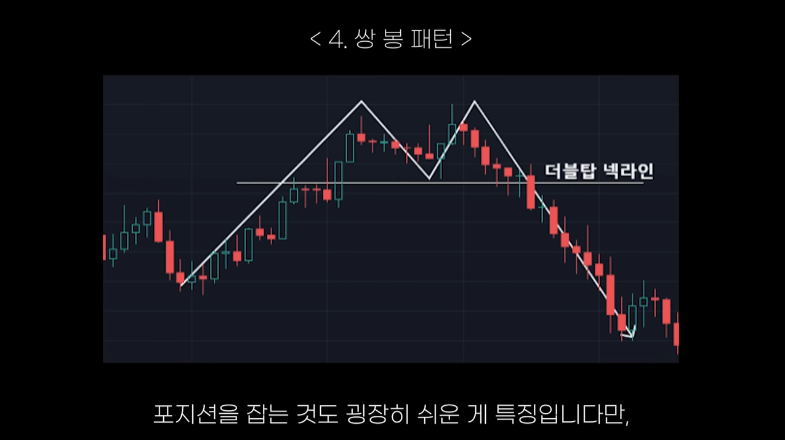 < 4. 쌍 봉 패턴 >
더블탑 넥라인
포지션을 잡는 것도 굉장히 쉬운 게 특징입니다만,